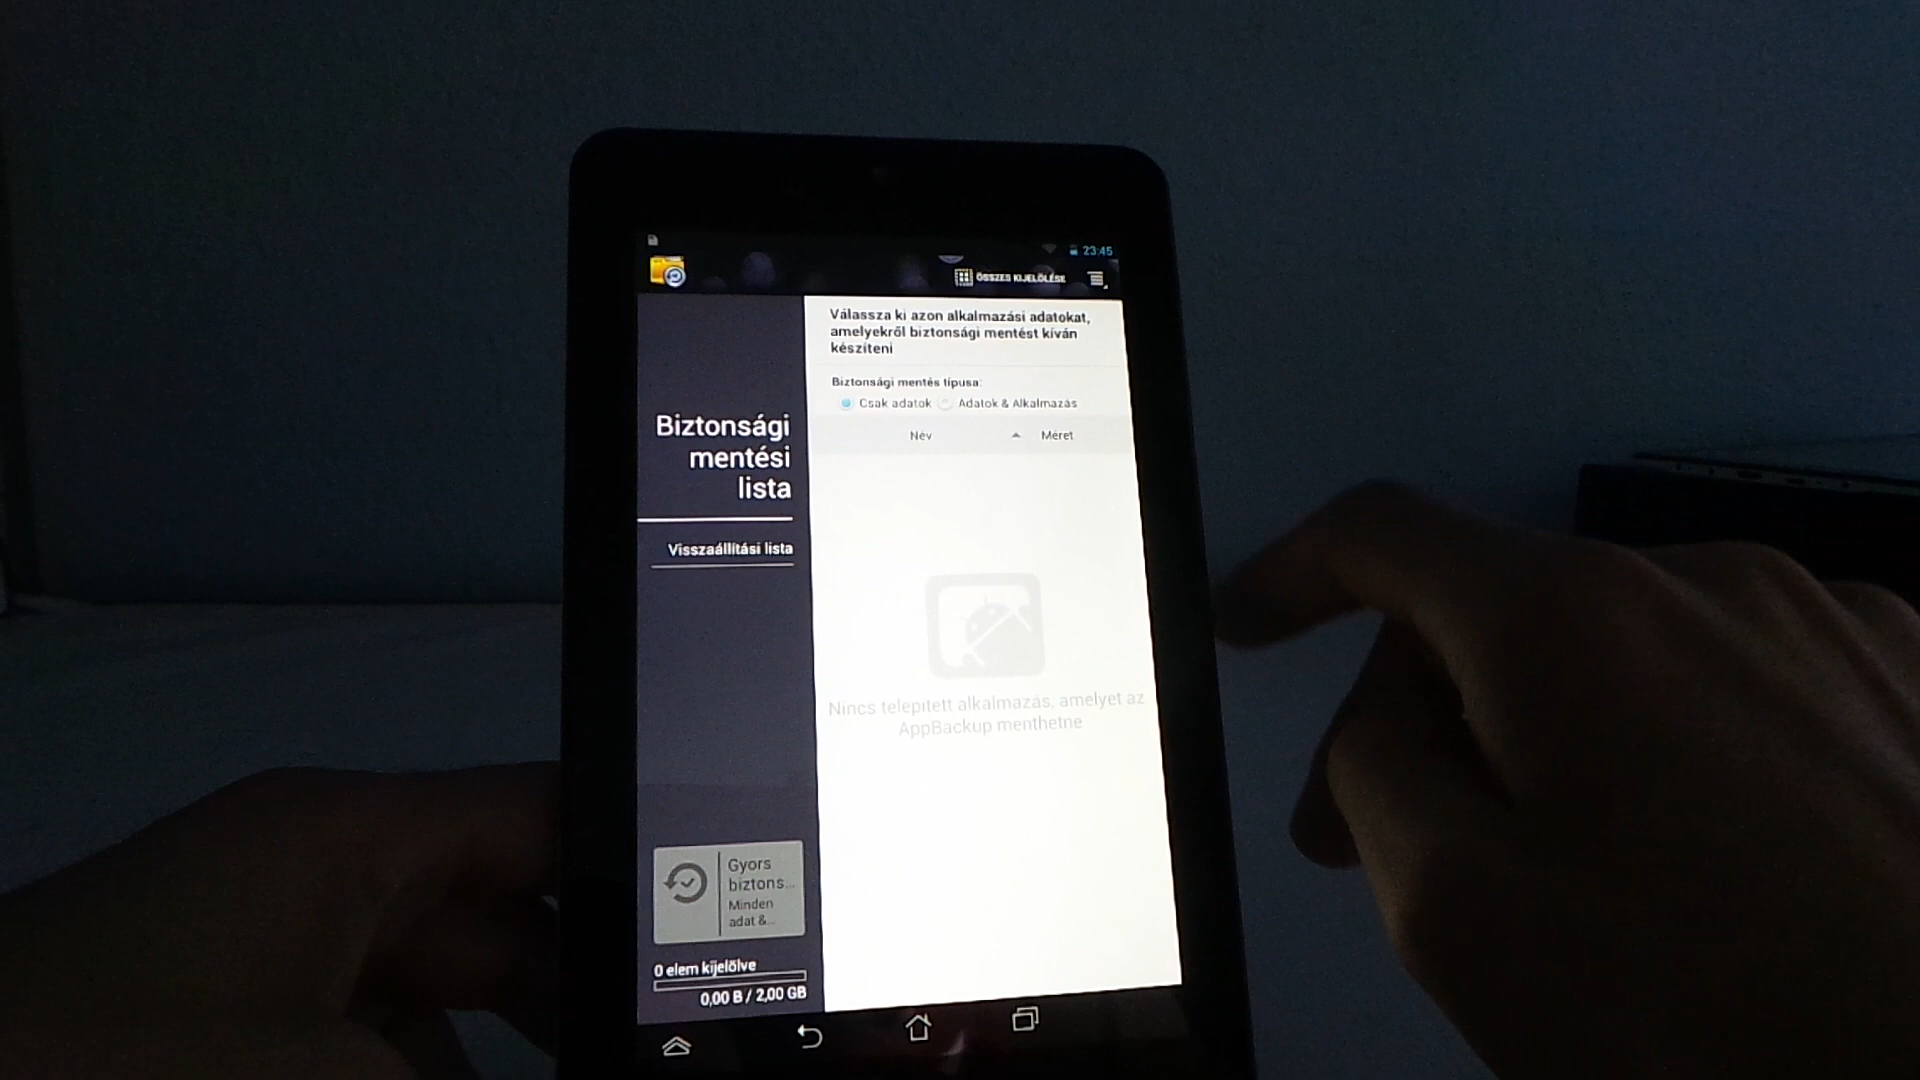 23:45
ÖSSZES KIJELÖLÉSE
Válassza ki azon alkalmazási adatokat,
amelyekről biztonsági mentést kíván
készíteni
Biztonsági mentés típusa:
Csak adatok
Adatok & Alkalmazás
Név
Méret
Biztonsági
mentési
lista
Visszaállítási lista
Nincs telepített alkalmazás, amelyet az
AppBackup menthetne
Gyors
biztons...
Minden
adat &...
0 elem kijelölve
0,00 B / 2,00 GB